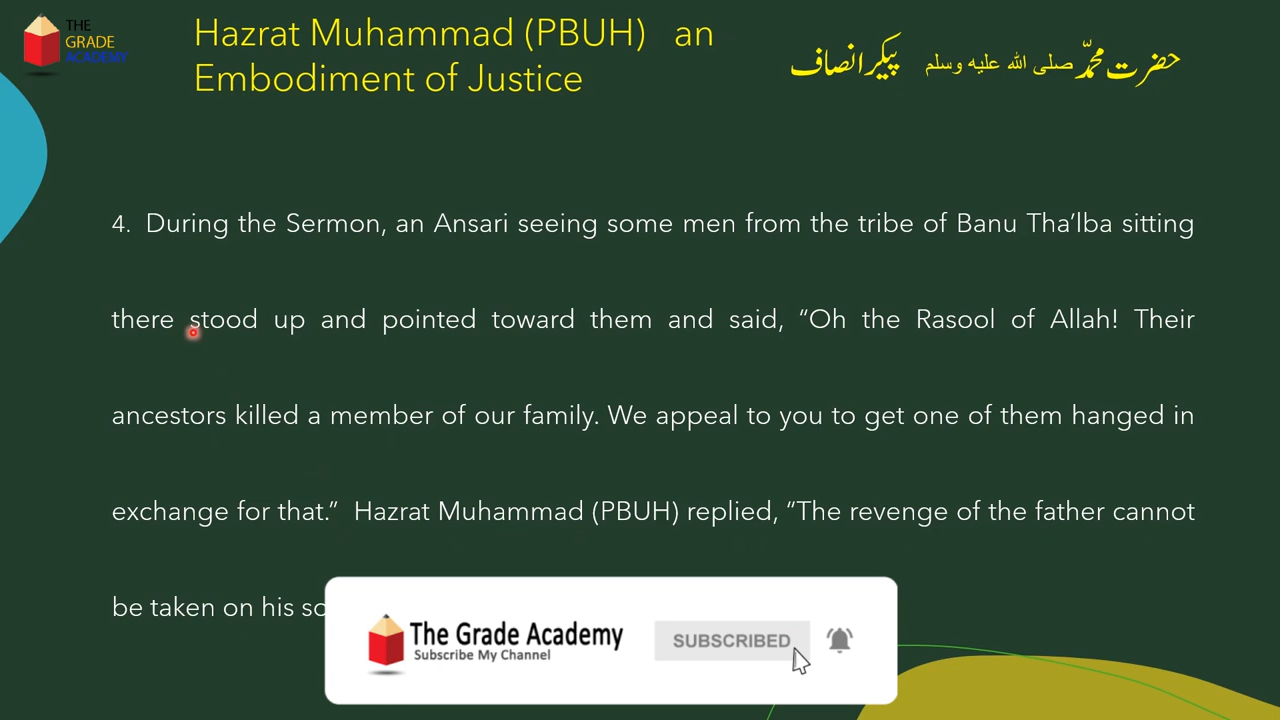 THE
GRADE
ACADEMY
Hazrat Muhammad (PBUH) an
Embodiment of Justice
حضرت محمدؐ صلی اللہ علیہ وسلم پیکر انصاف
4. During the Sermon, an Ansari seeing some men from the tribe of Banu Tha’lba sitting
there stood up and pointed toward them and said, “Oh the Rasool of Allah! Their
ancestors killed a member of our family. We appeal to you to get one of them hanged in
exchange for that.” Hazrat Muhammad (PBUH) replied, “The revenge of the father cannot
be taken on his
The Grade Academy
Subscribe My Channel
SUBSCRIBED